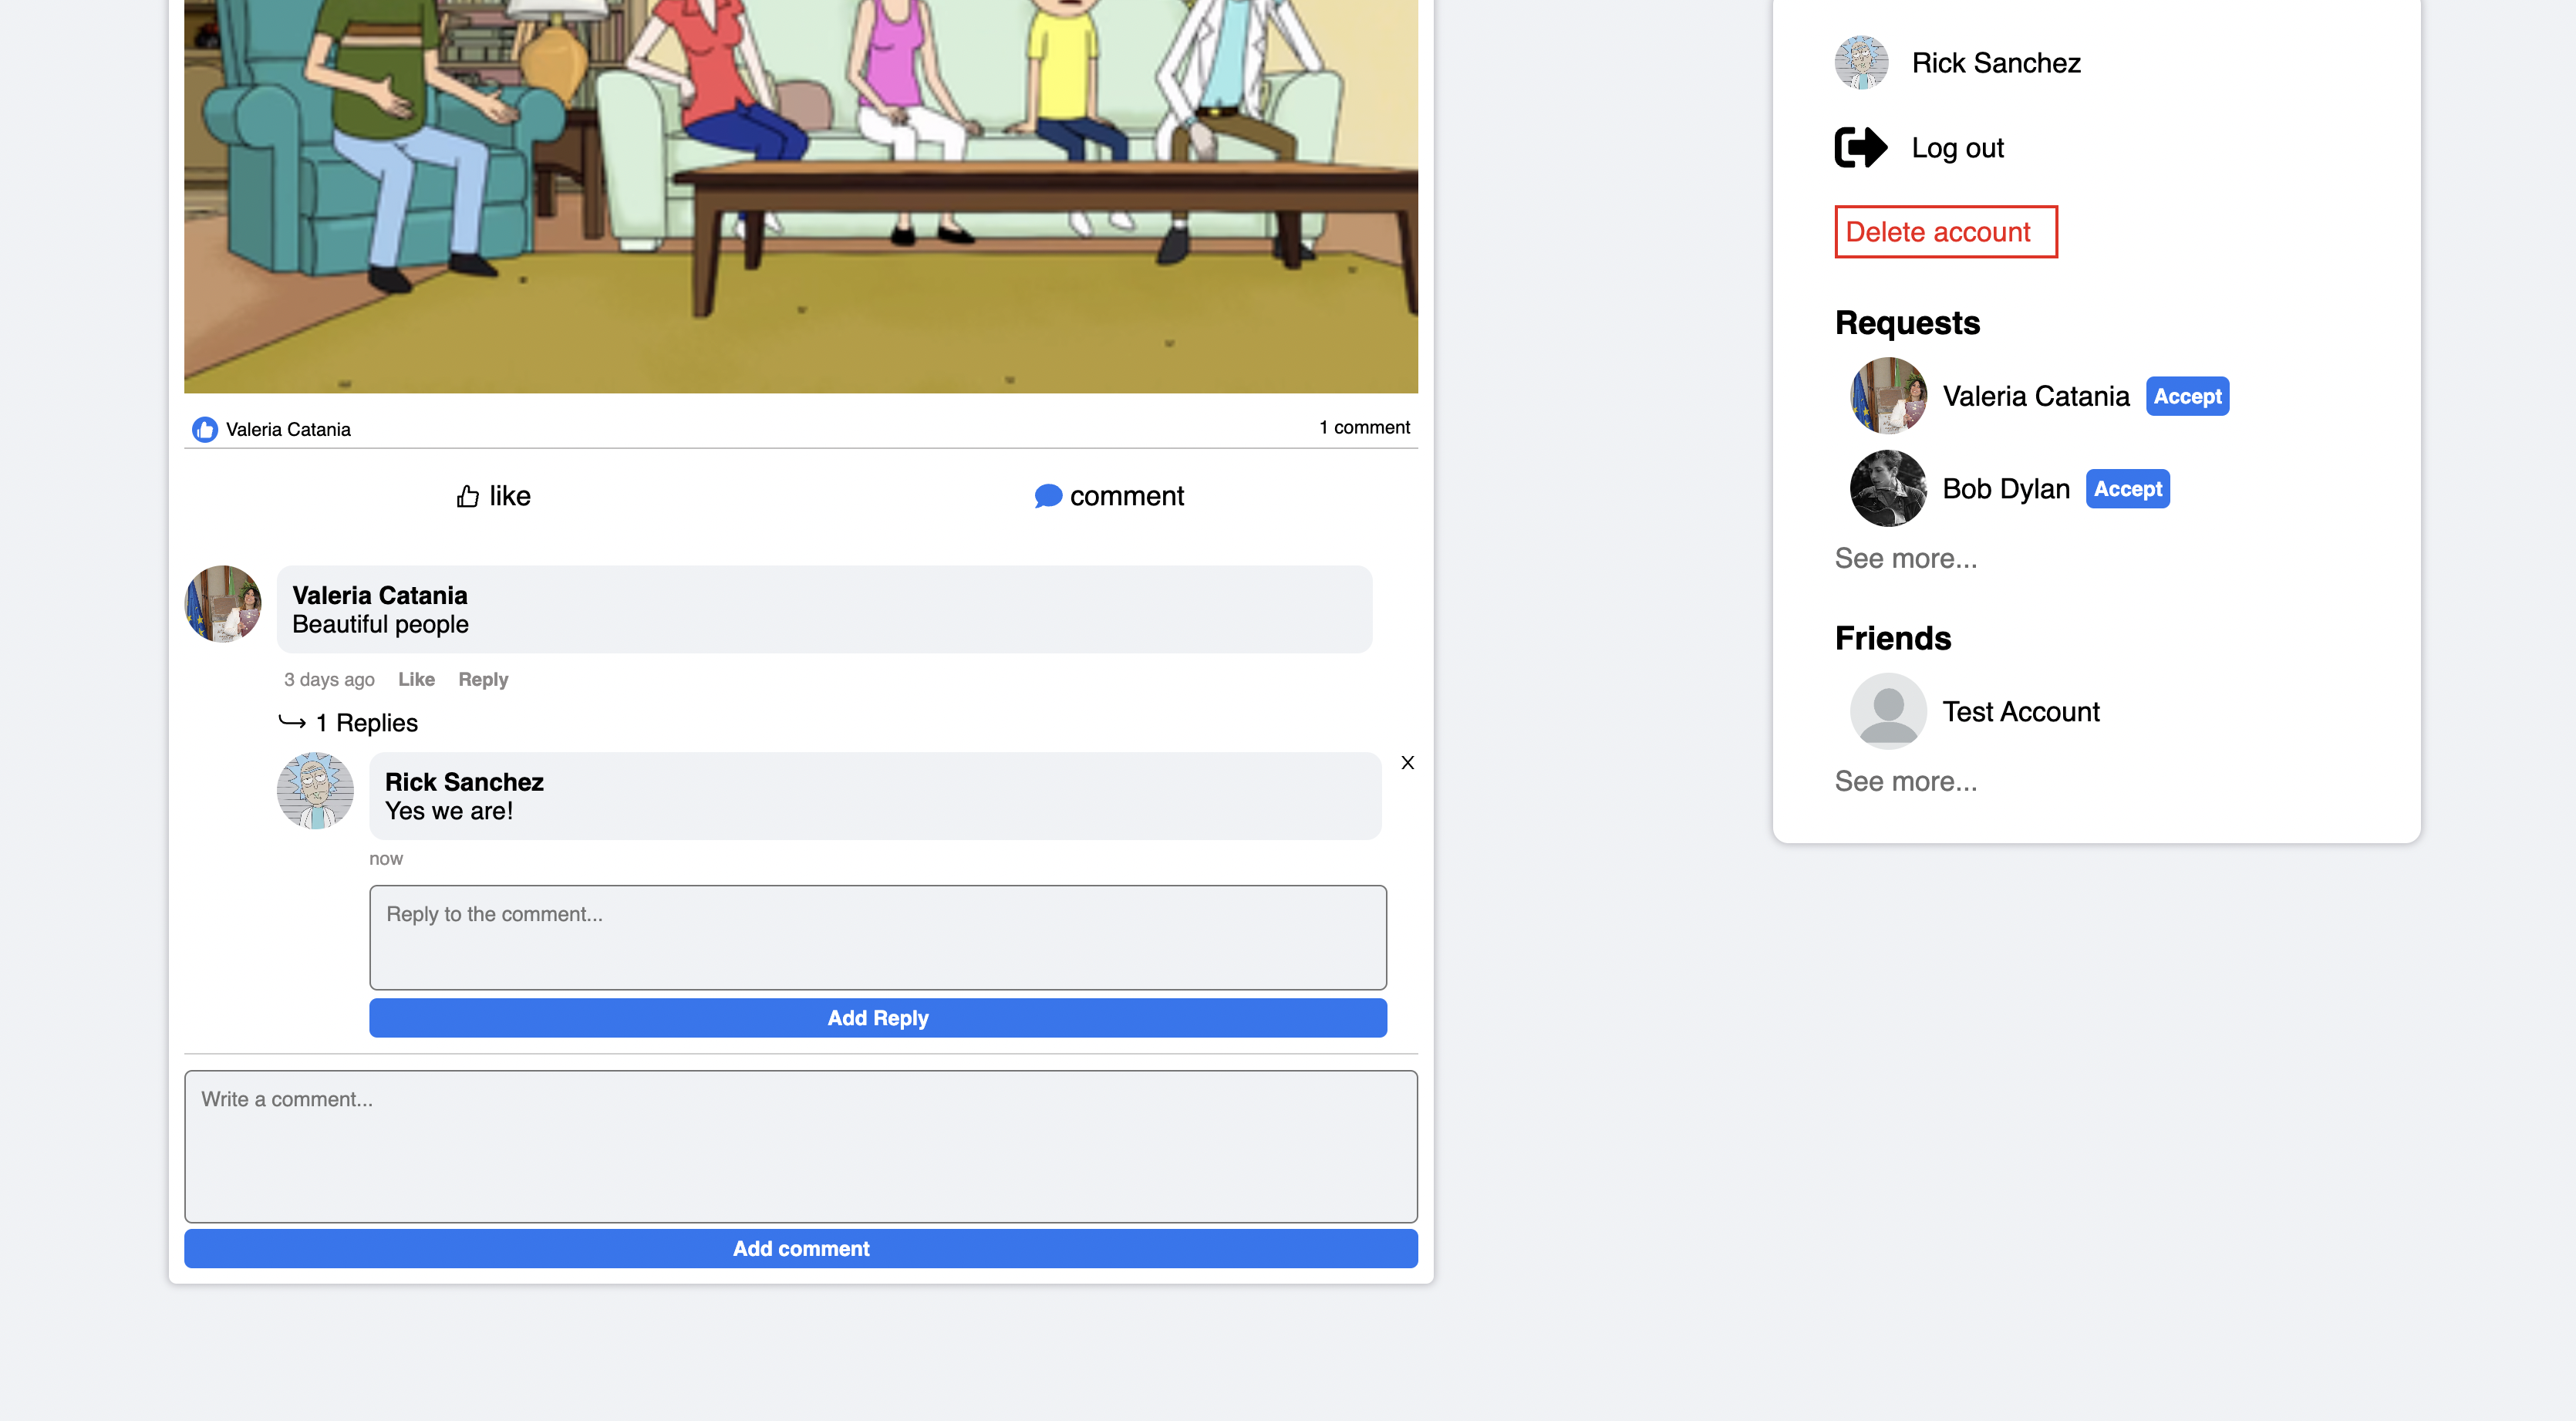 Valeria Catania
1 comment
like
comment
Valeria Catania
Beautiful people
3 days ago Like Reply
1 Replies
Rick Sanchez
X
Yes we are!
now
Reply to the comment...
Add Reply
Write a comment...
Add comment
Rick Sanchez
Log out
Delete account
Requests
Valeria Catania Accept
Bob Dylan Accept
See more...
Friends
Test Account
See more...